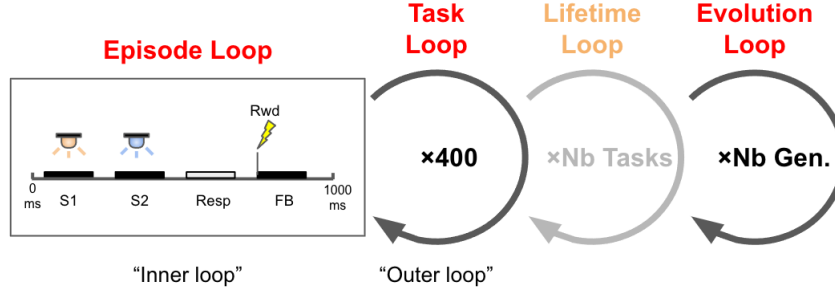 Episode Loop
Task
Loop
Lifetime
Loop
Evolution
Loop
Rwd
0
ms
S1
S2
Resp
FB
1000
ms
×400
×Nb Tasks
×Nb Gen.
“Inner loop”
“Outer loop”